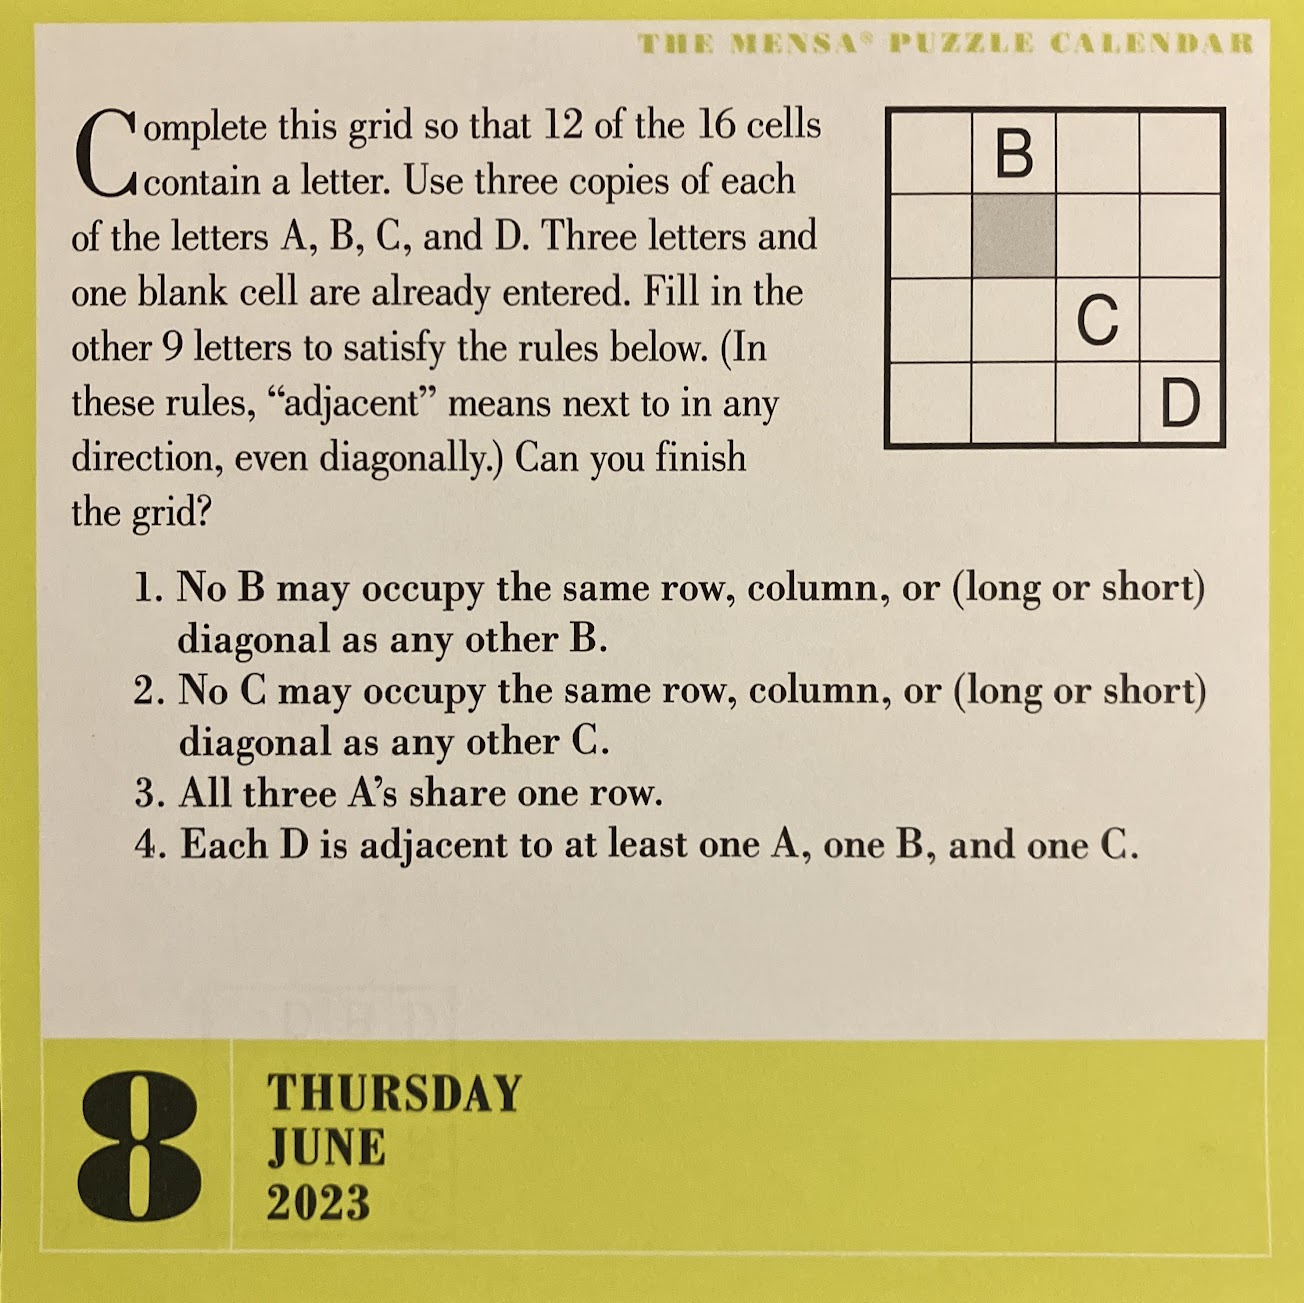 THE MENSA® PUZZLE CALENDAR
Complete this grid so that 12 of the 16 cells
contain a letter. Use three copies of each
of the letters A, B, C, and D. Three letters and
one blank cell are already entered. Fill in the
other 9 letters to satisfy the rules below. (In
these rules, “adjacent” means next to in any
direction, even diagonally.) Can you finish
the grid?
B
C
D
1. No B may occupy the same row, column, or (long or short)
diagonal as any other B.
2. No C may occupy the same row, column, or (long or short)
diagonal as any other C.
3. All three A’s share one row.
4. Each D is adjacent to at least one A, one B, and one C.
8
THURSDAY
JUNE
2023